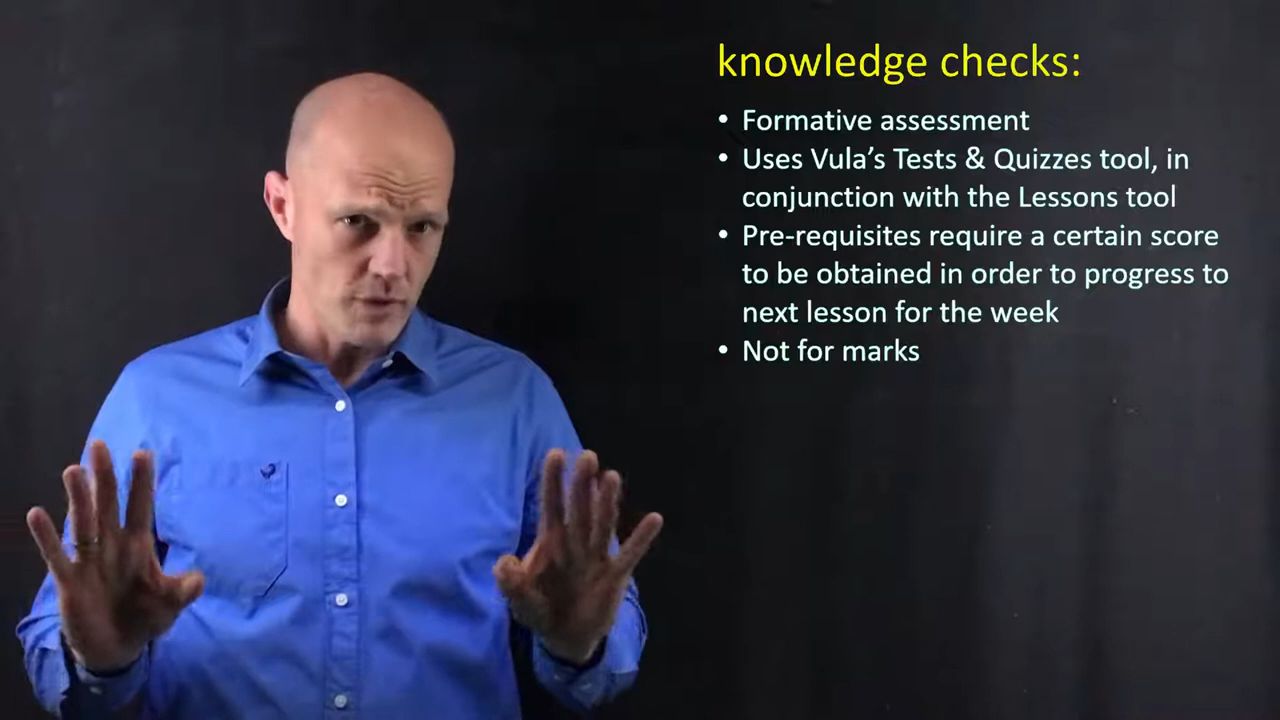 knowledge checks:
• Formative assessment
• Uses Vula’s Tests & Quizzes tool, in
conjunction with the Lessons tool
• Pre-requisites require a certain score
to be obtained in order to progress to
next lesson for the week
• Not for marks